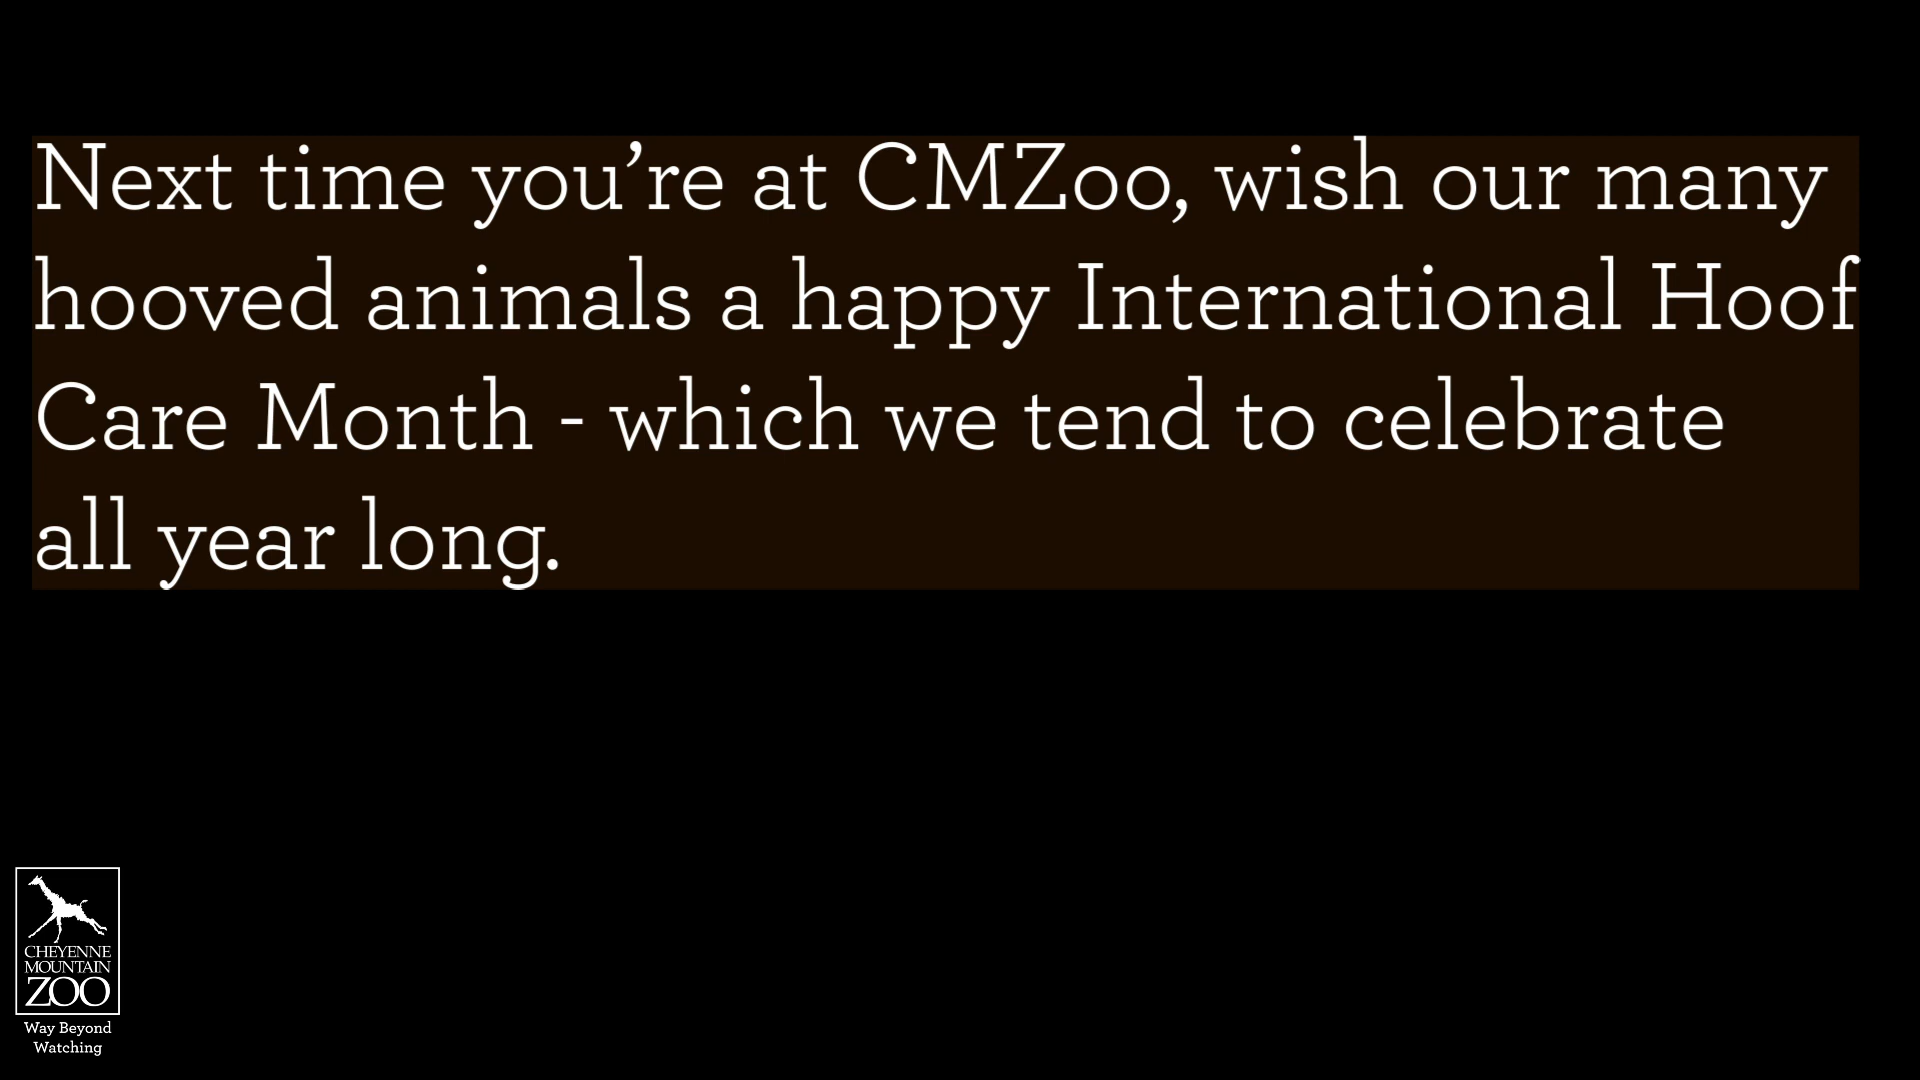 Next time you’re at CMZoo, wish our many
hooved animals a happy International Hoof
Care Month - which we tend to celebrate
all year long.
CHEYENNE
MOUNTAIN
ZOO
Way Beyond
Watching